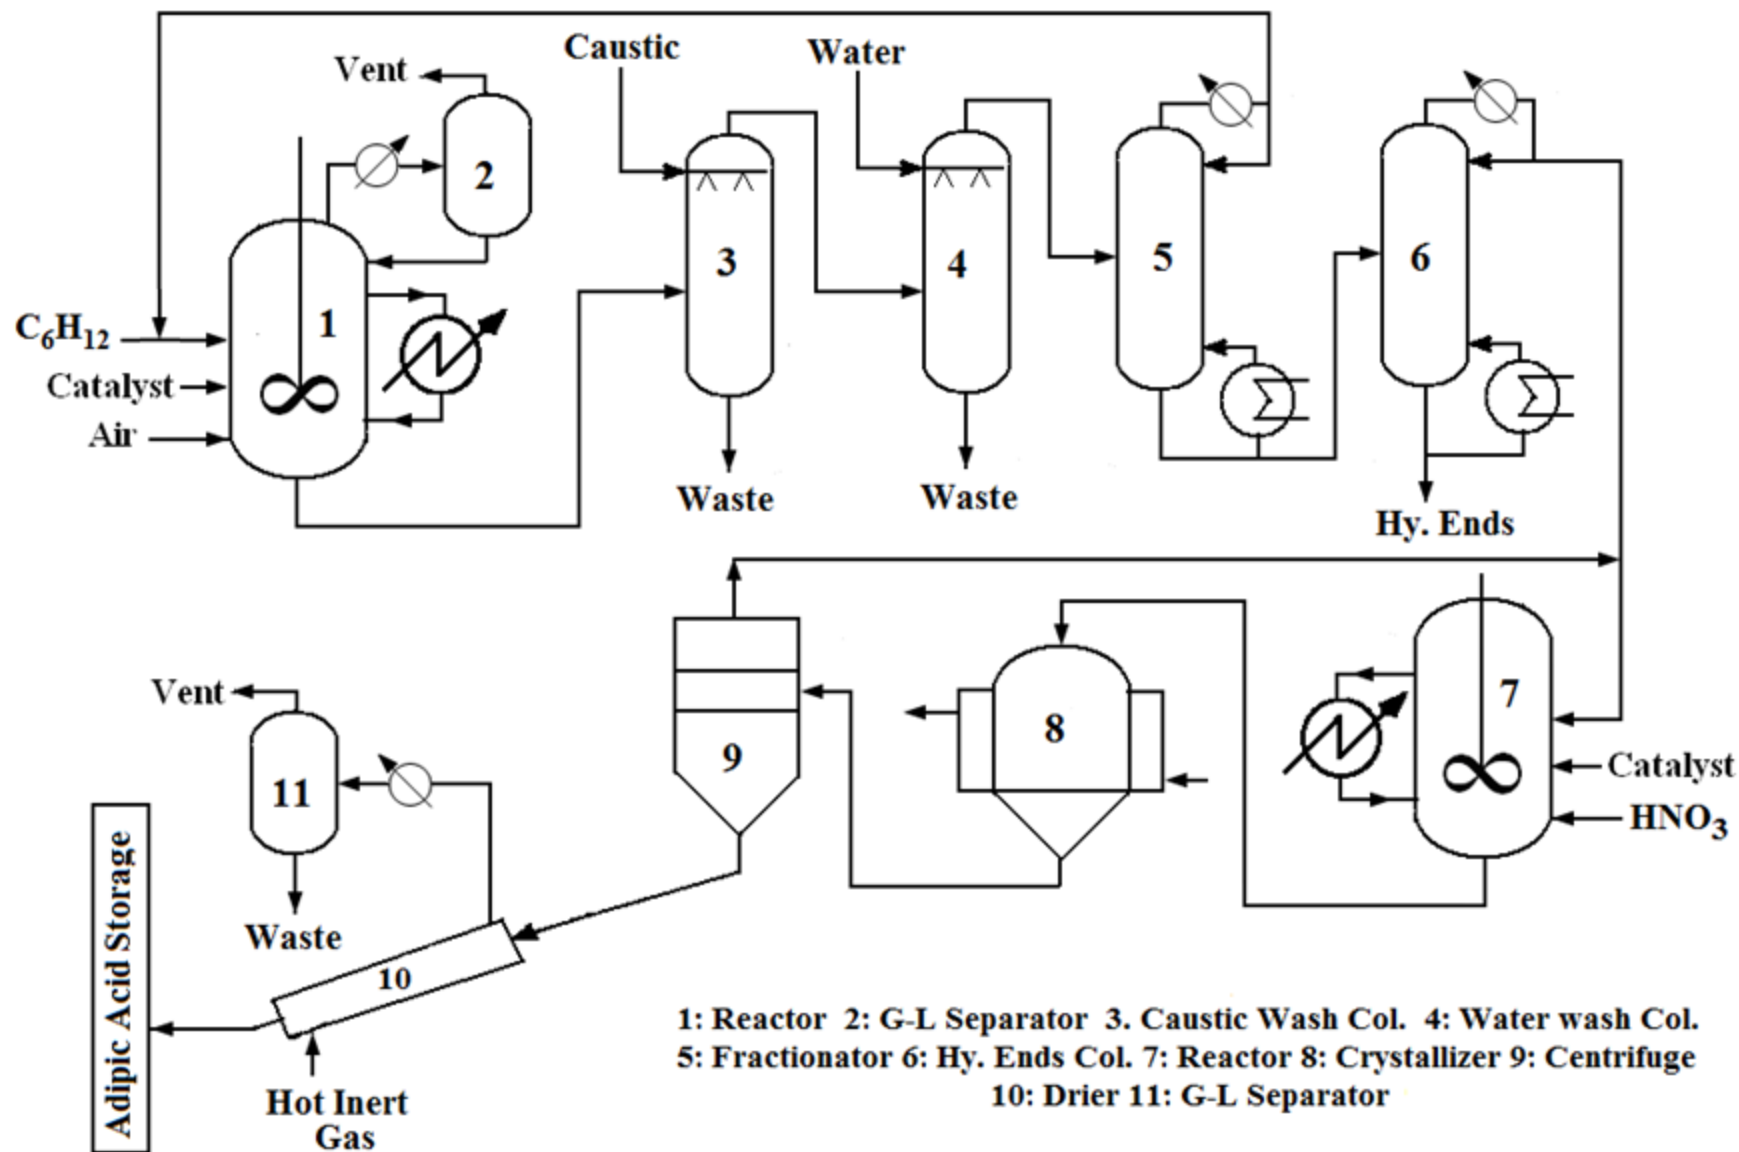 Caustic
Water
Vent
2
3
4
5
6
1
C6H12
Catalyst
Air
Waste
Waste
Hy. Ends
Vent
7
8
9
11
Catalyst
HNO3
Waste
10
Adipic Acid Storage
Hot Inert
Gas
1: Reactor 2: G-L Separator 3. Caustic Wash Col. 4: Water wash Col.
5: Fractionator 6: Hy. Ends Col. 7: Reactor 8: Crystallizer 9: Centrifuge
10: Drier 11: G-L Separator